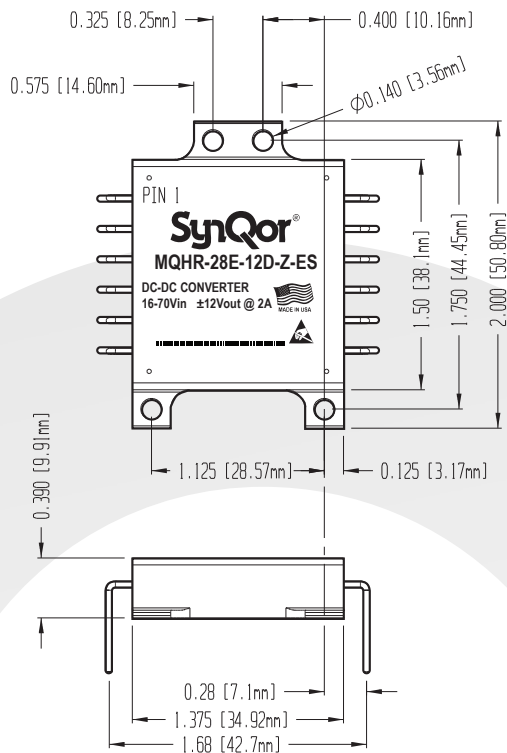 0.325 [8.25mm]
0.400 [10.16mm]
0.575 [14.60mm]
Ø0.140 [3.56mm]
PIN 1
SynQor®
MQHR-28E-12D-Z-ES
DC-DC CONVERTER
16-70Vin ±12Vout @ 2A
MADE IN USA
1.50 [38.1mm]
1.750 [44.45mm]
2.000 [50.80mm]
1.125 [28.57mm]
0.125 [3.17mm]
0.390 [9.91mm]
0.28 [7.1mm]
1.375 [34.92mm]
1.68 [42.7mm]